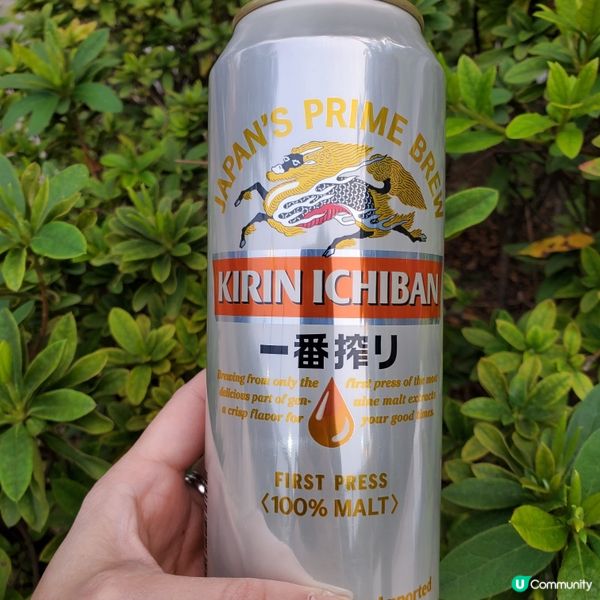 JAPAN'S PRIME BREW
KIRIN ICHIBAN
一番搾り
Brewing from only the first press of the most
delicious part of gen- uine malt extracts
a crisp flavor for your good times.
FIRST PRESS
〈100% MALT〉
Imported
U Community